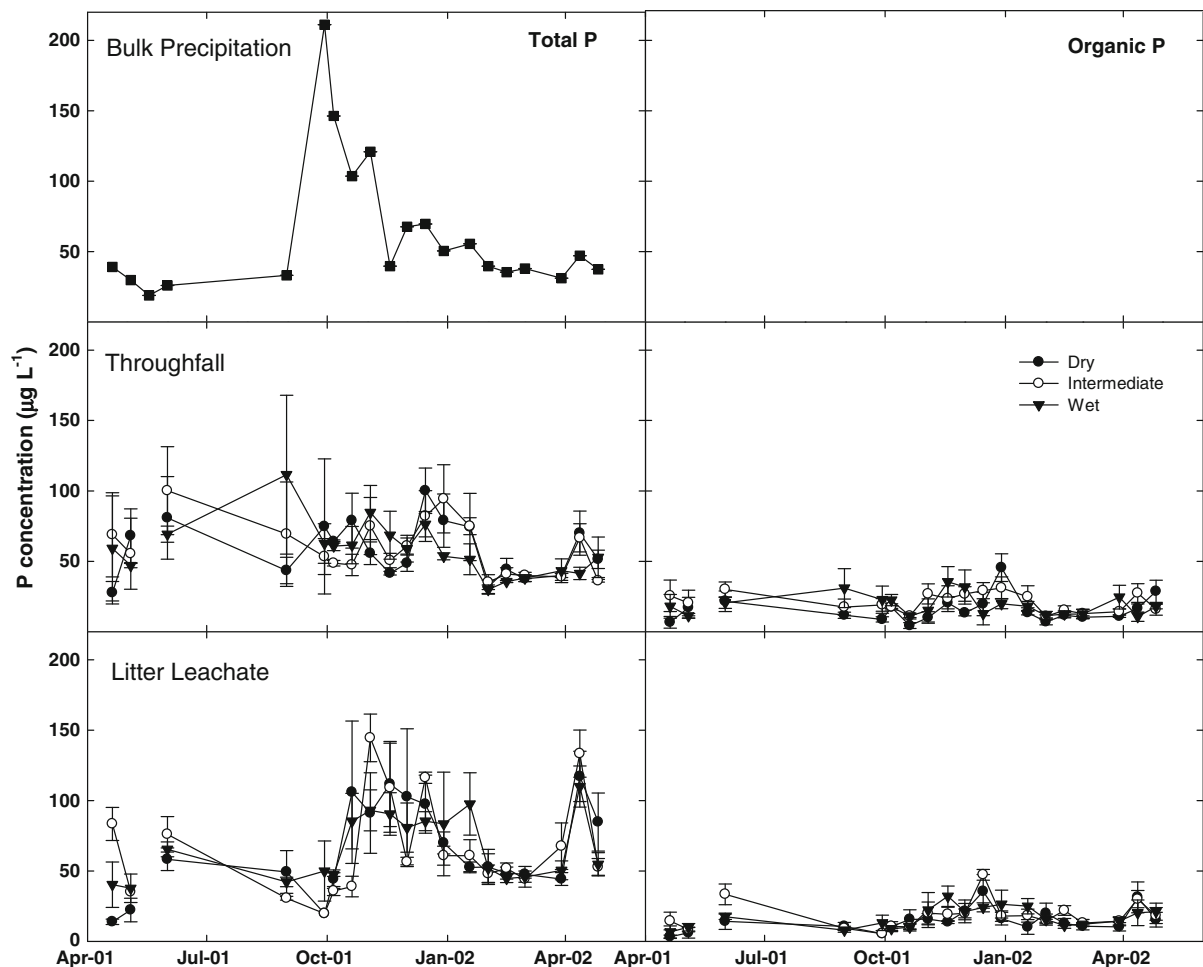 Bulk Precipitation
Total P
Organic P
200
150
100
50
Throughfall
Dry
Intermediate
Wet
200
150
100
50
P concentration (µg L⁻¹)
Litter Leachate
200
150
100
50
0
Apr-01 Jul-01 Oct-01 Jan-02 Apr-02 Apr-01 Jul-01 Oct-01 Jan-02 Apr-02